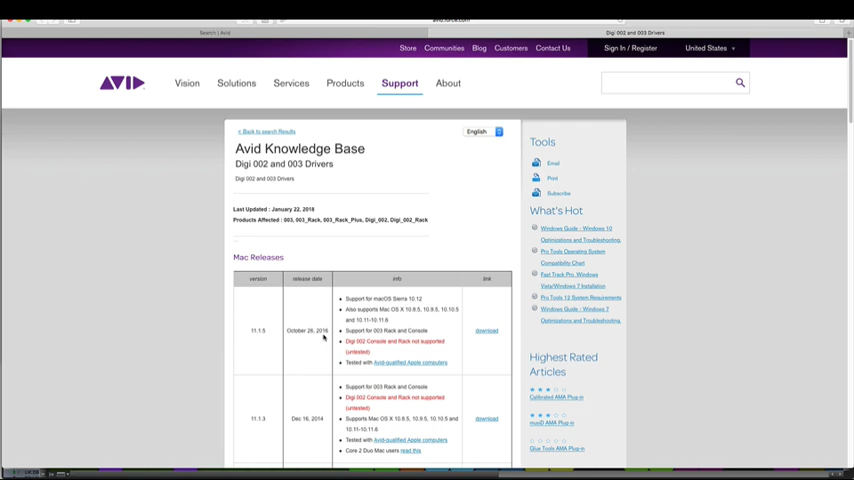 Search | Avid
Digi 002 and 003 Drivers
Store Communities Blog Customers Contact Us Sign In / Register United States
AVID Vision Solutions Services Products Support About
< Back to search Results
English
Avid Knowledge Base
Digi 002 and 003 Drivers
Digi 002 and 003 Drivers
Last Updated : January 22, 2018
Products Affected : 003, 003_Rack, 003_Rack_Plus, Digi_002, Digi_002_Rack
Mac Releases
version release date info link
11.1.5
October 26, 2016
Support for macOS Sierra 10.12
Also supports Mac OS X 10.8.5, 10.9.5, 10.10.5
and 10.11-10.11.6
Support for 003 Rack and Console
Digi 002 Console and Rack not supported
(untested)
Tested with Avid-qualified Apple computers
download
11.1.3
Dec 16, 2014
Support for 003 Rack and Console
Digi 002 Console and Rack not supported
(untested)
Supports Mac OS X 10.8.5, 10.9.5, 10.10.5 and
10.11-10.11.6
Tested with Avid-qualified Apple computers
Core 2 Duo Mac users read this
download
Tools
Email
Print
Subscribe
What's Hot
Windows Guide - Windows 10
Optimizations and Troubleshooting.
Pro Tools Operating System
Compatibility Chart
Fast Track Pro, Windows
Vista/Windows 7 Installation
Pro Tools 12 System Requirements
Windows Guide - Windows 7
Optimizations and Troubleshooting.
Highest Rated
Articles
Calibrated AMA Plug-in
Glue Tools AMA Plug-in